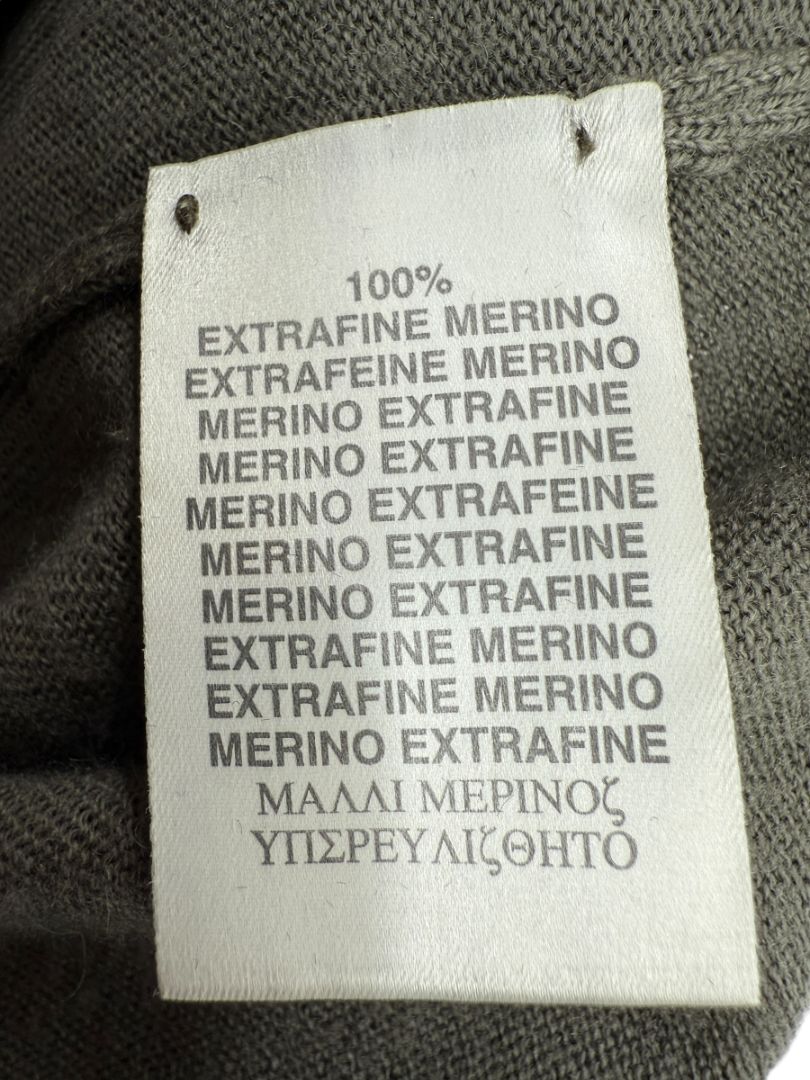 100%
EXTRAFINE MERINO
EXTRAFEINE MERINO
MERINO EXTRAFINE
MERINO EXTRAFINE
MERINO EXTRAFEINE
MERINO EXTRAFINE
MERINO EXTRAFINE
EXTRAFINE MERINO
EXTRAFINE MERINO
MERINO EXTRAFINE
ΜΑΛΛΙ ΜΕΡΙΝΟζ
ΥΠΣΡΕΥΛΙζΘΗΤΟ